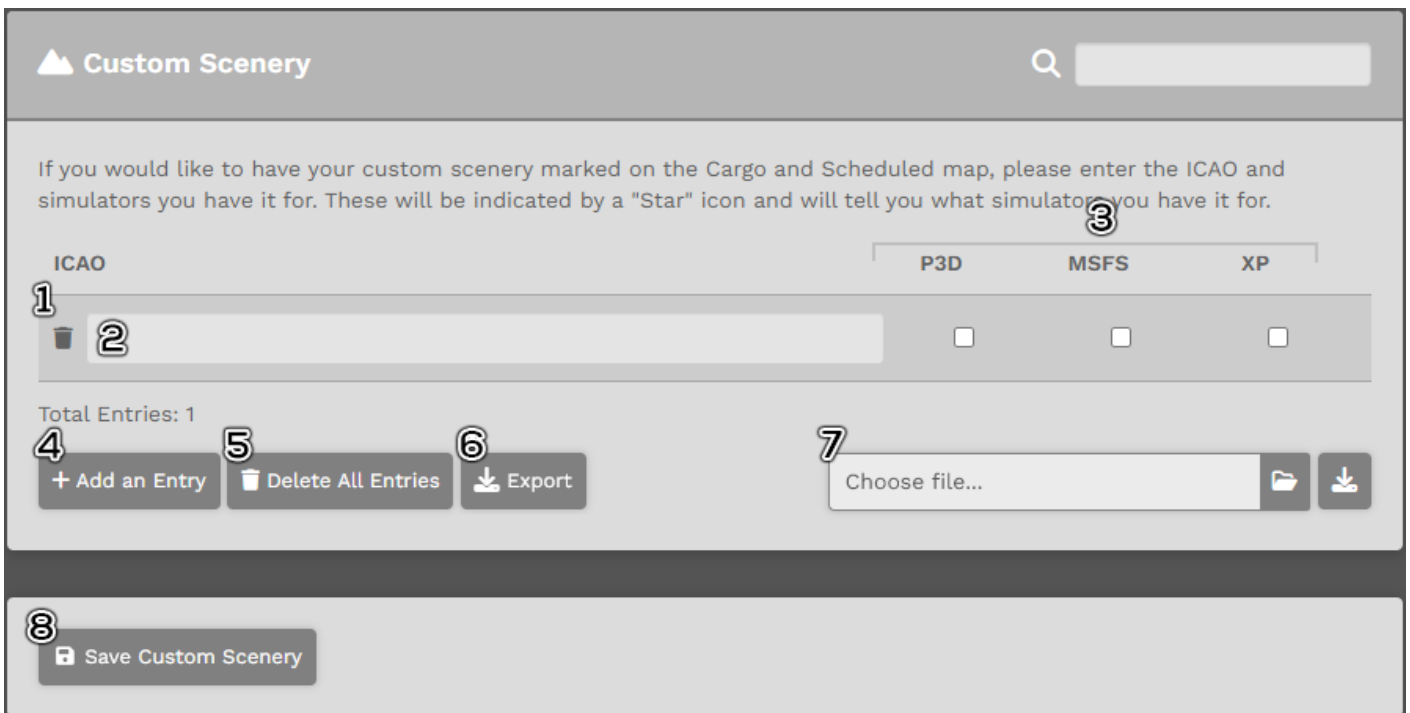 Custom Scenery
If you would like to have your custom scenery marked on the Cargo and Scheduled map, please enter the ICAO and
simulators you have it for. These will be indicated by a "Star" icon and will tell you what simulators you have it for.
3
ICAO P3D MSFS XP
1
2
Total Entries: 1
4 5 6 7
+ Add an Entry Delete All Entries Export Choose file...
8
Save Custom Scenery